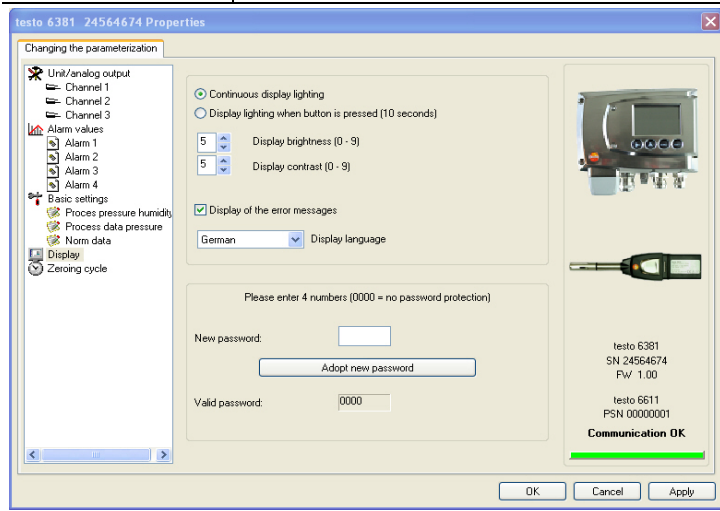 testo 6381 24564674 Properties
Changing the parameterization
Unit/analog output
Channel 1
Channel 2
Channel 3
Alarm values
Alarm 1
Alarm 2
Alarm 3
Alarm 4
Basic settings
Proces pressure humidity
Process data pressure
Norm data
Display
Zeroing cycle
Continuous display lighting
Display lighting when button is pressed (10 seconds)
5 Display brightness (0 - 9)
5 Display contrast (0 - 9)
Display of the error messages
German Display language
Please enter 4 numbers (0000 = no password protection)
New password:
Adopt new password
Valid password: 0000
testo 6381
SN 24564674
FW 1.00
testo 6611
PSN 00000001
Communication OK
OK Cancel Apply